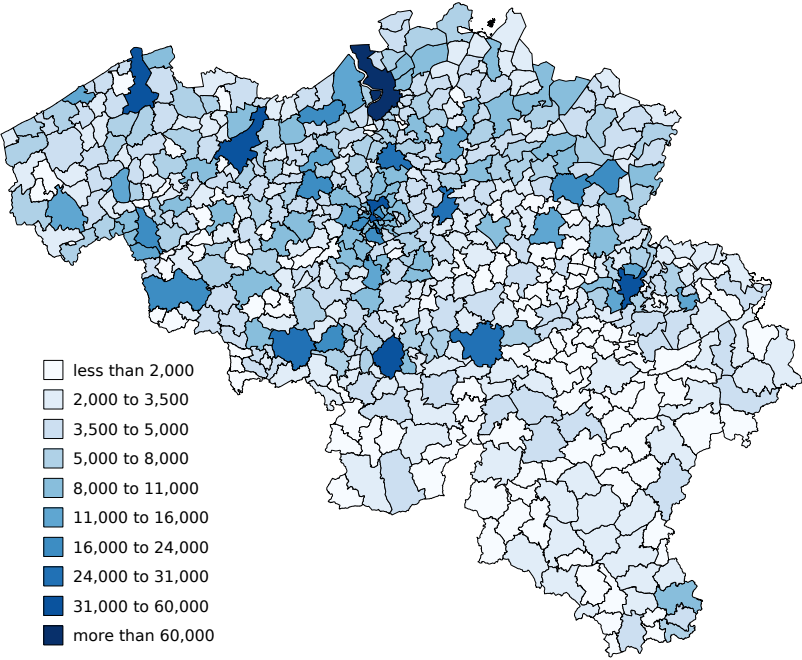 less than 2,000
2,000 to 3,500
3,500 to 5,000
5,000 to 8,000
8,000 to 11,000
11,000 to 16,000
16,000 to 24,000
24,000 to 31,000
31,000 to 60,000
more than 60,000